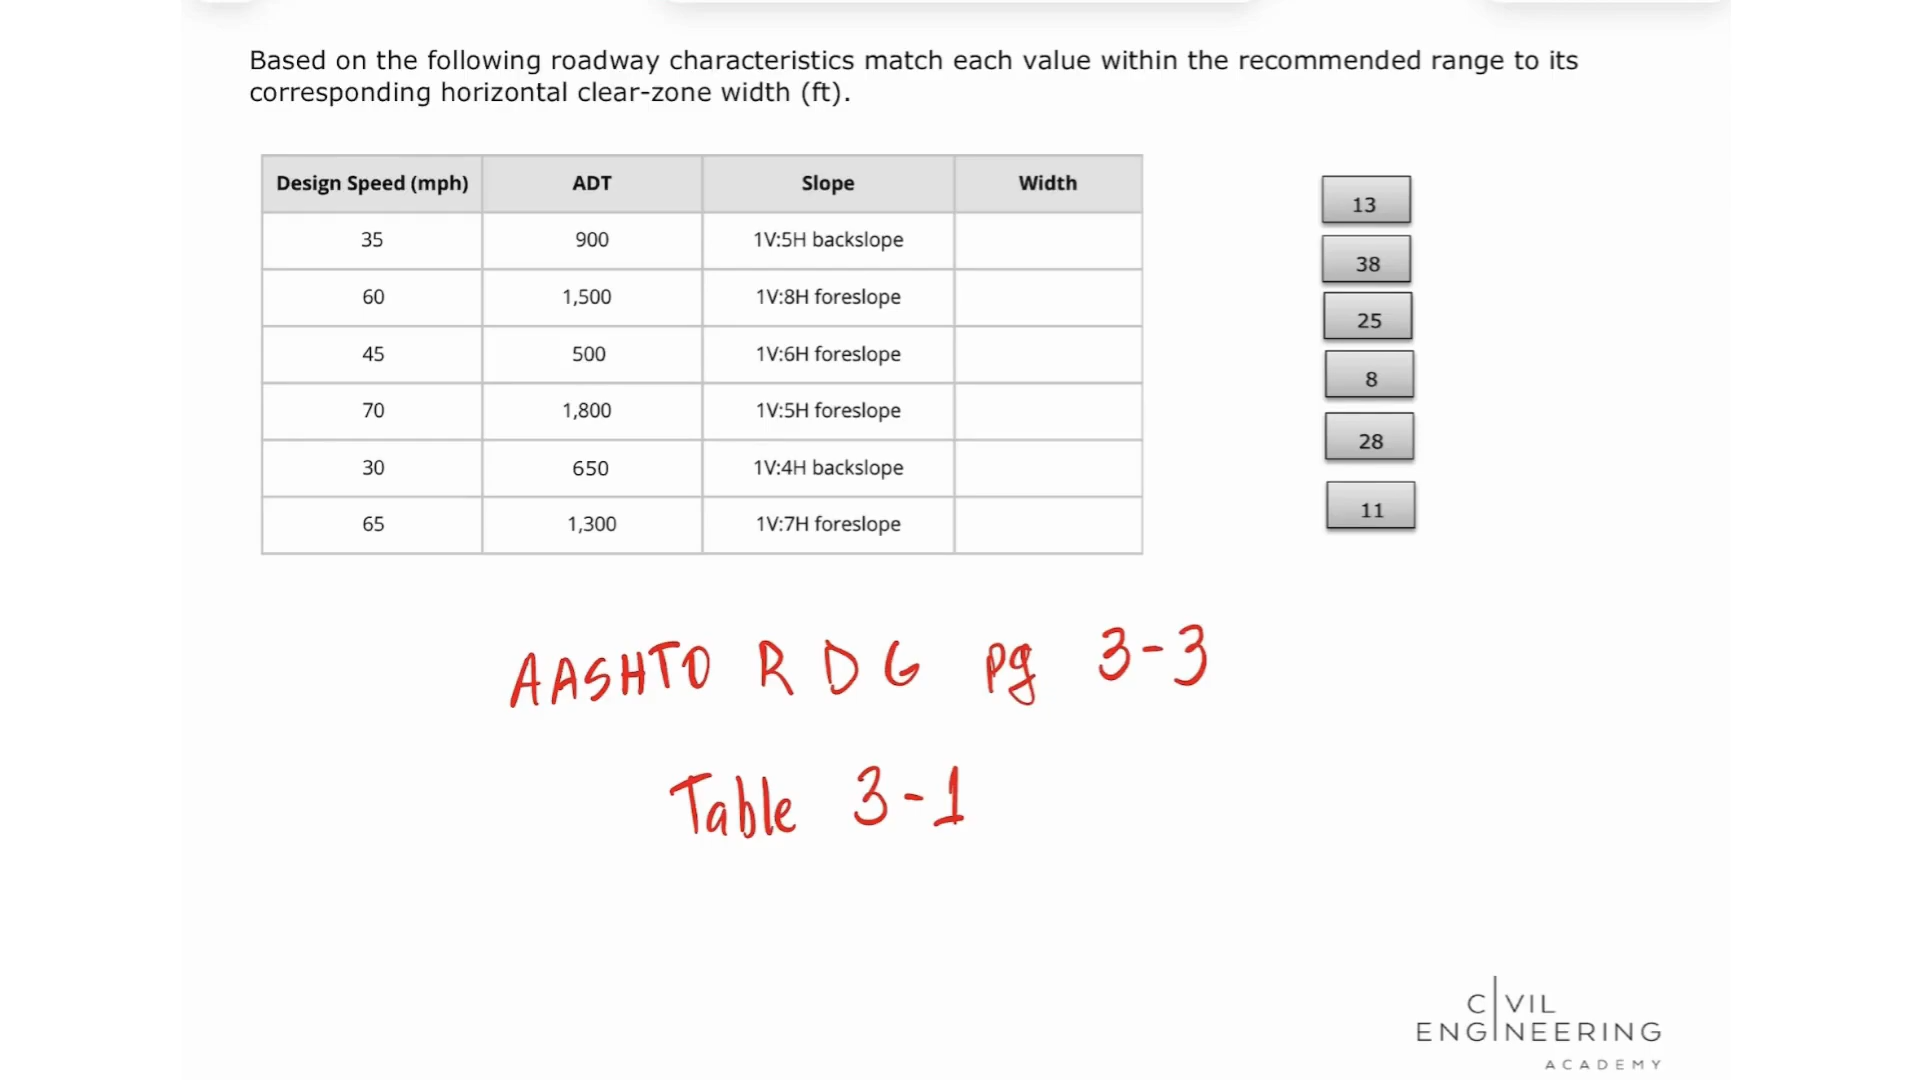 Based on the following roadway characteristics match each value within the recommended range to its
corresponding horizontal clear-zone width (ft).
Design Speed (mph) ADT Slope Width
35 900 1V:5H backslope
60 1,500 1V:8H foreslope
45 500 1V:6H foreslope
70 1,800 1V:5H foreslope
30 650 1V:4H backslope
65 1,300 1V:7H foreslope
13
38
25
8
28
11
AASHTO RDG pg 3-3
Table 3-1
CIVIL
ENGINEERING
ACADEMY